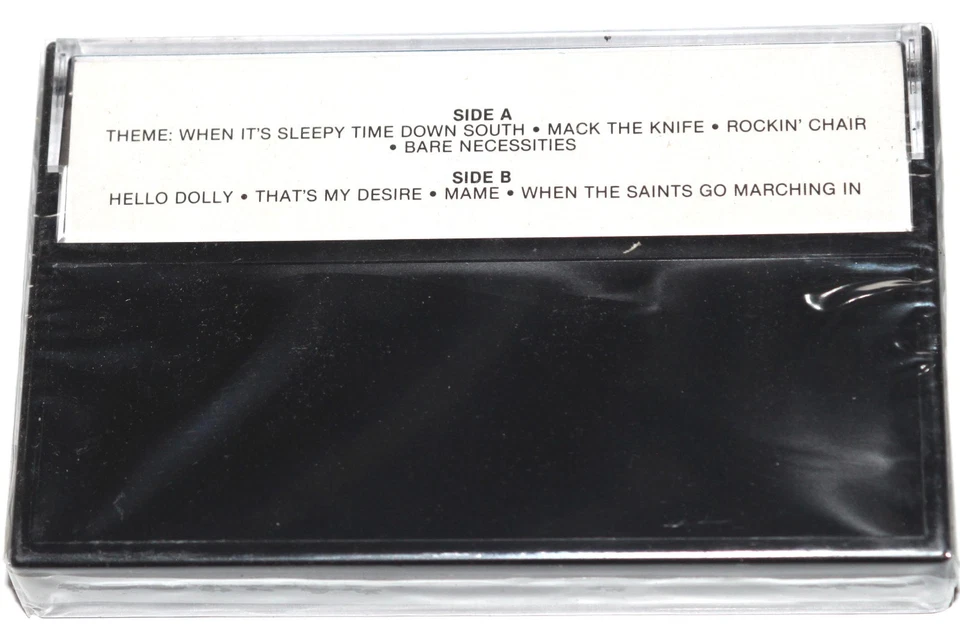 SIDE A
THEME: WHEN IT'S SLEEPY TIME DOWN SOUTH • MACK THE KNIFE • ROCKIN' CHAIR
• BARE NECESSITIES
SIDE B
HELLO DOLLY • THAT'S MY DESIRE • MAME • WHEN THE SAINTS GO MARCHING IN